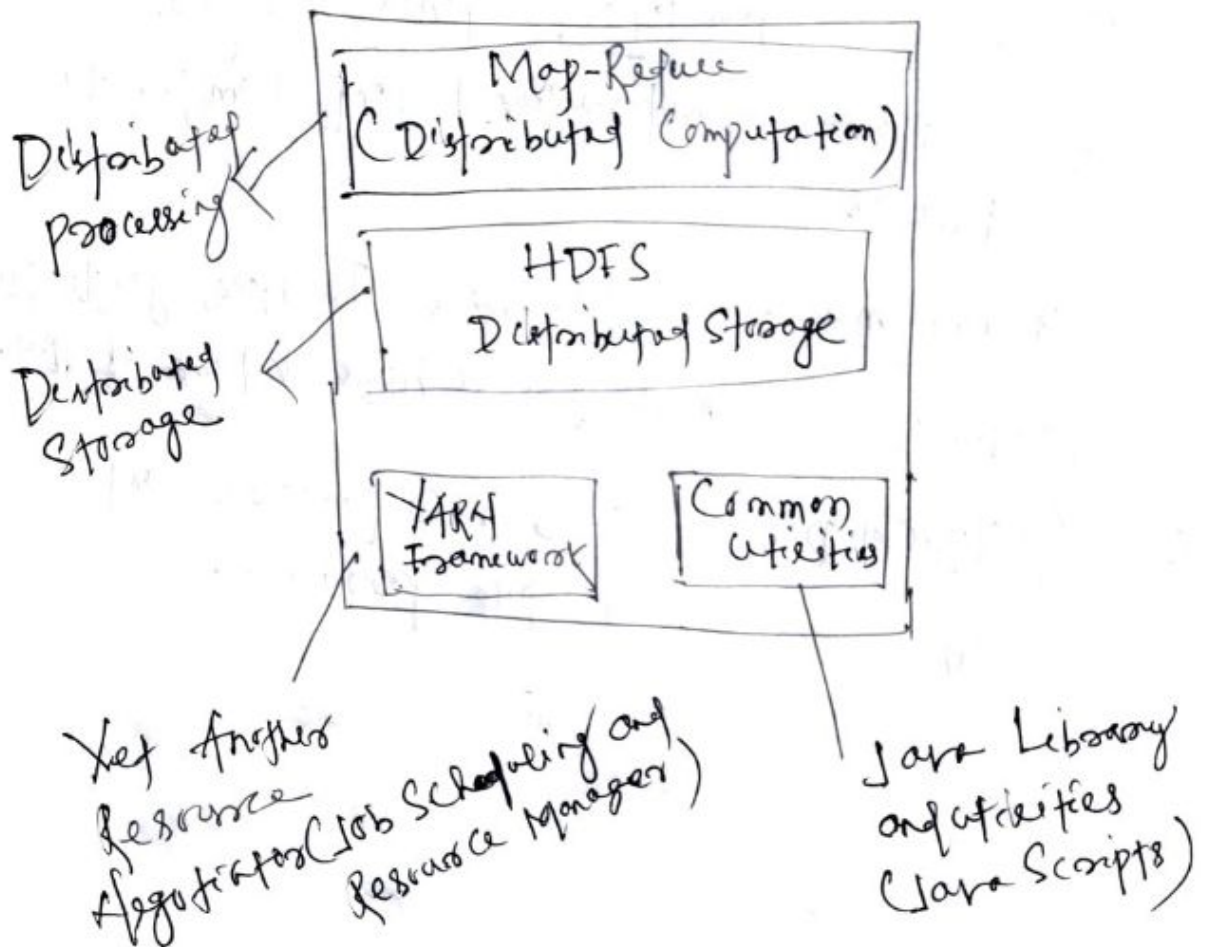 Map-Reduce
(Distributed Computation)
Distributed
Processing
HDFS
Distributed Storage
Distributed
Storage
YARN
Framework
Common
Utilities
Yet Another
Resource
Negotiator (Job Scheduling and
Resource Manager)
Java Library
and utilities
(Java Scripts)